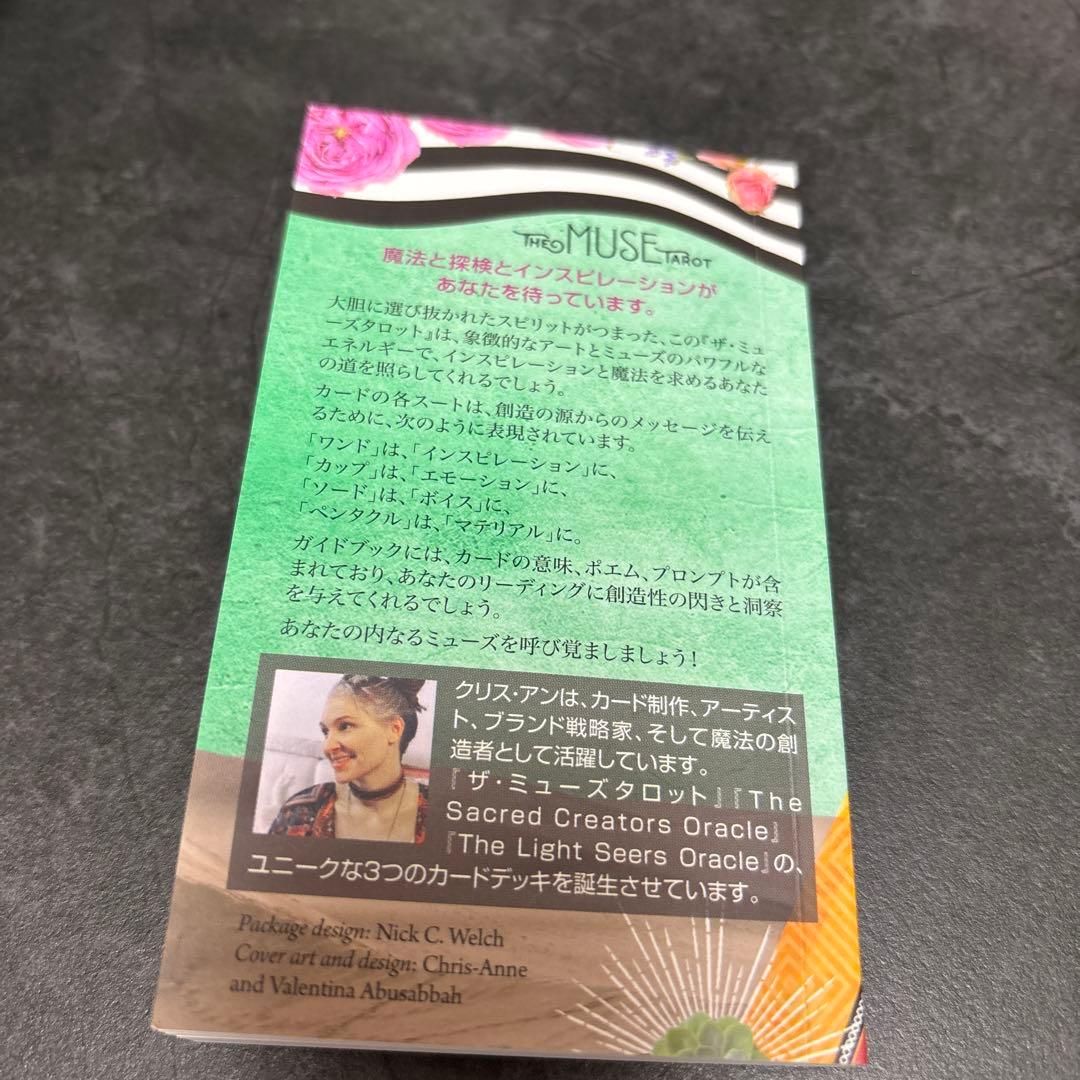 THE MUSE TAROT
魔法と探検とインスピレーションが
あなたを待っています。
大胆に選び抜かれたスピリットがつまった、この『ザ・ミュ
ーズタロット』は、象徴的なアートとミューズのパワフルな
エネルギーで、インスピレーションと魔法を求めるあなた
の道を照らしてくれるでしょう。
カードの各スートは、創造の源からのメッセージを伝え
るために、次のように表現されています。
「ワンド」は、「インスピレーション」に、
「カップ」は、「エモーション」に、
「ソード」は、「ボイス」に、
「ペンタクル」は、「マテリアル」に。
ガイドブックには、カードの意味、ポエム、プロンプトが含
まれており、あなたのリーディングに創造性の閃きと洞察
を与えてくれるでしょう。
あなたの内なるミューズを呼び覚ましましょう!
クリス・アンは、カード制作、アーティス
ト、ブランド戦略家、そして魔法の創
造者として活躍しています。
『ザ・ミューズタロット』『The
Sacred Creators Oracle』
『The Light Seers Oracle』の、
ユニークな3つのカードデッキを誕生させています。
Package design: Nick C. Welch
Cover art and design: Chris-Anne
and Valentina Abusabbah